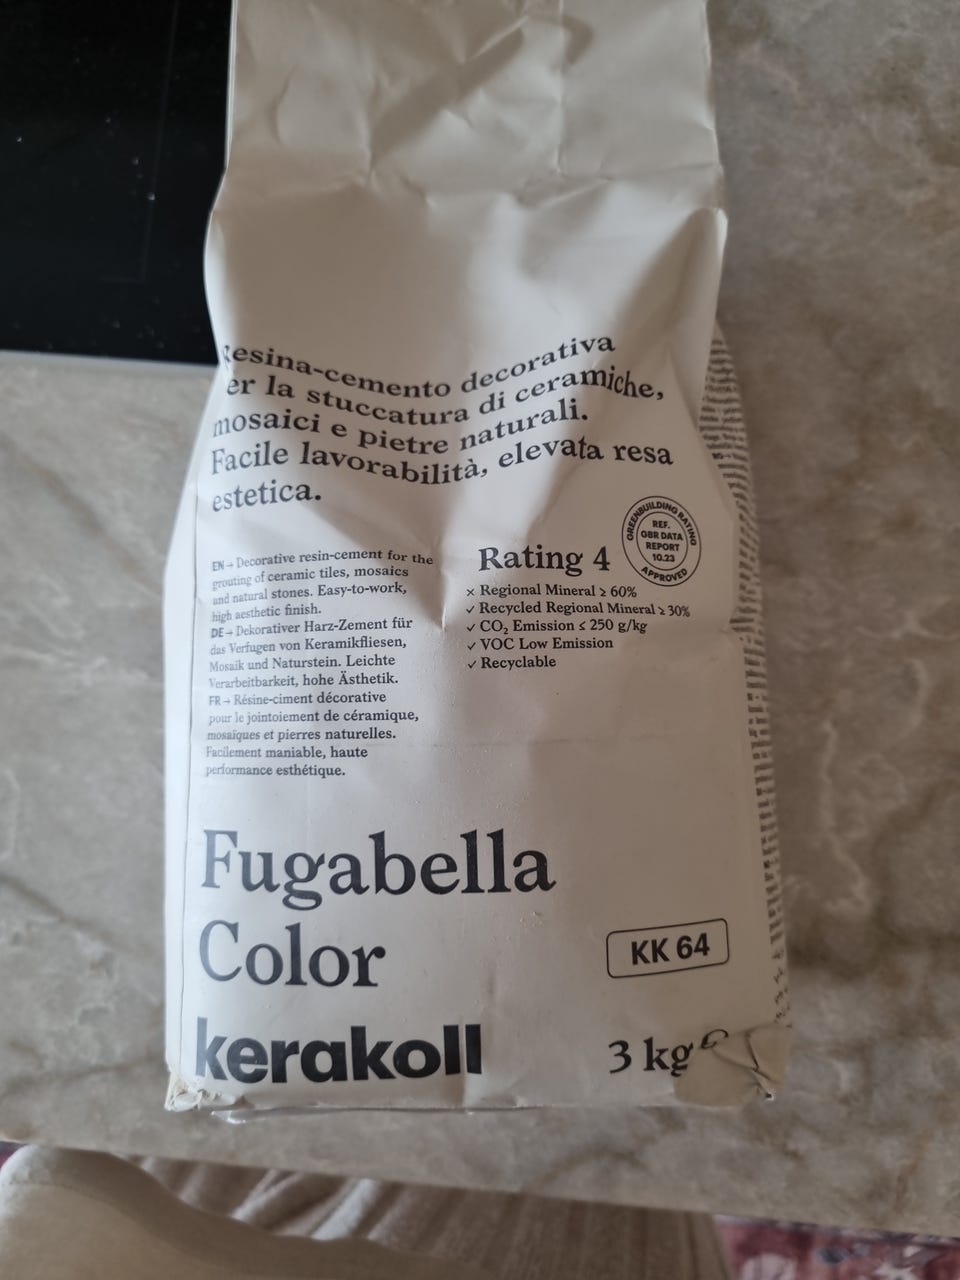 Resina-cemento decorativa
er la stuccatura di ceramiche,
mosaici e pietre naturali.
Facile lavorabilità, elevata resa
estetica.
EN → Decorative resin-cement for the
grouting of ceramic tiles, mosaics
and natural stones. Easy-to-work,
high aesthetic finish.
DE → Dekorativer Harz-Zement für
das Verfugen von Keramikfliesen,
Mosaik und Naturstein. Leichte
Verarbeitbarkeit, hohe Ästhetik.
FR → Résine-ciment décorative
pour le jointoiement de céramique,
mosaïques et pierres naturelles.
Facilement maniable, haute
performance esthétique.
Rating 4
GREENBUILDING RATING
REF.
GBR DATA
REPORT
10.23
APPROVED
× Regional Mineral ≥ 60%
✓ Recycled Regional Mineral ≥ 30%
✓ CO₂ Emission ≤ 250 g/kg
✓ VOC Low Emission
✓ Recyclable
Fugabella
Color
KK 64
kerakoll
3 kg e